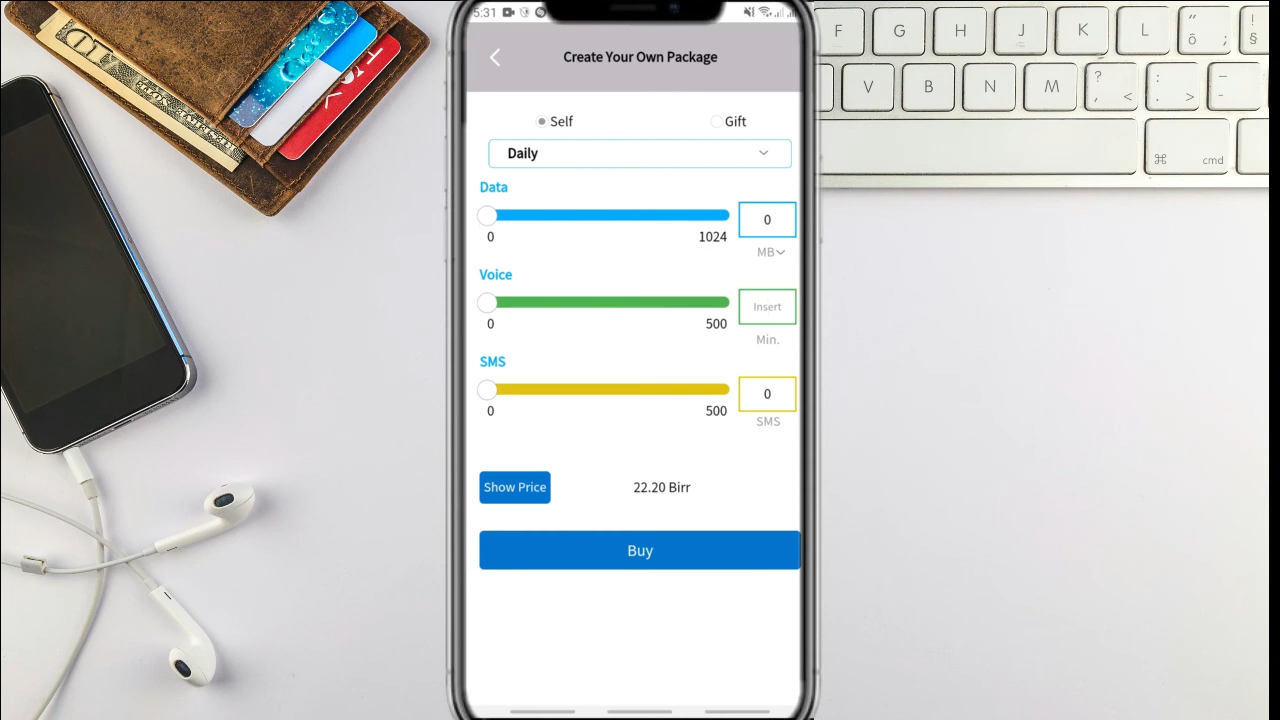 5:31
Create Your Own Package
Self
Gift
Daily
Data
0
0
1024
MB
Voice
Insert
0
500
Min.
SMS
0
0
500
SMS
Show Price
22.20 Birr
Buy
F
G
H
J
K
L
õ ;
! §
V
B
N
M
? , <
: . >
_ -
⌘ cmd